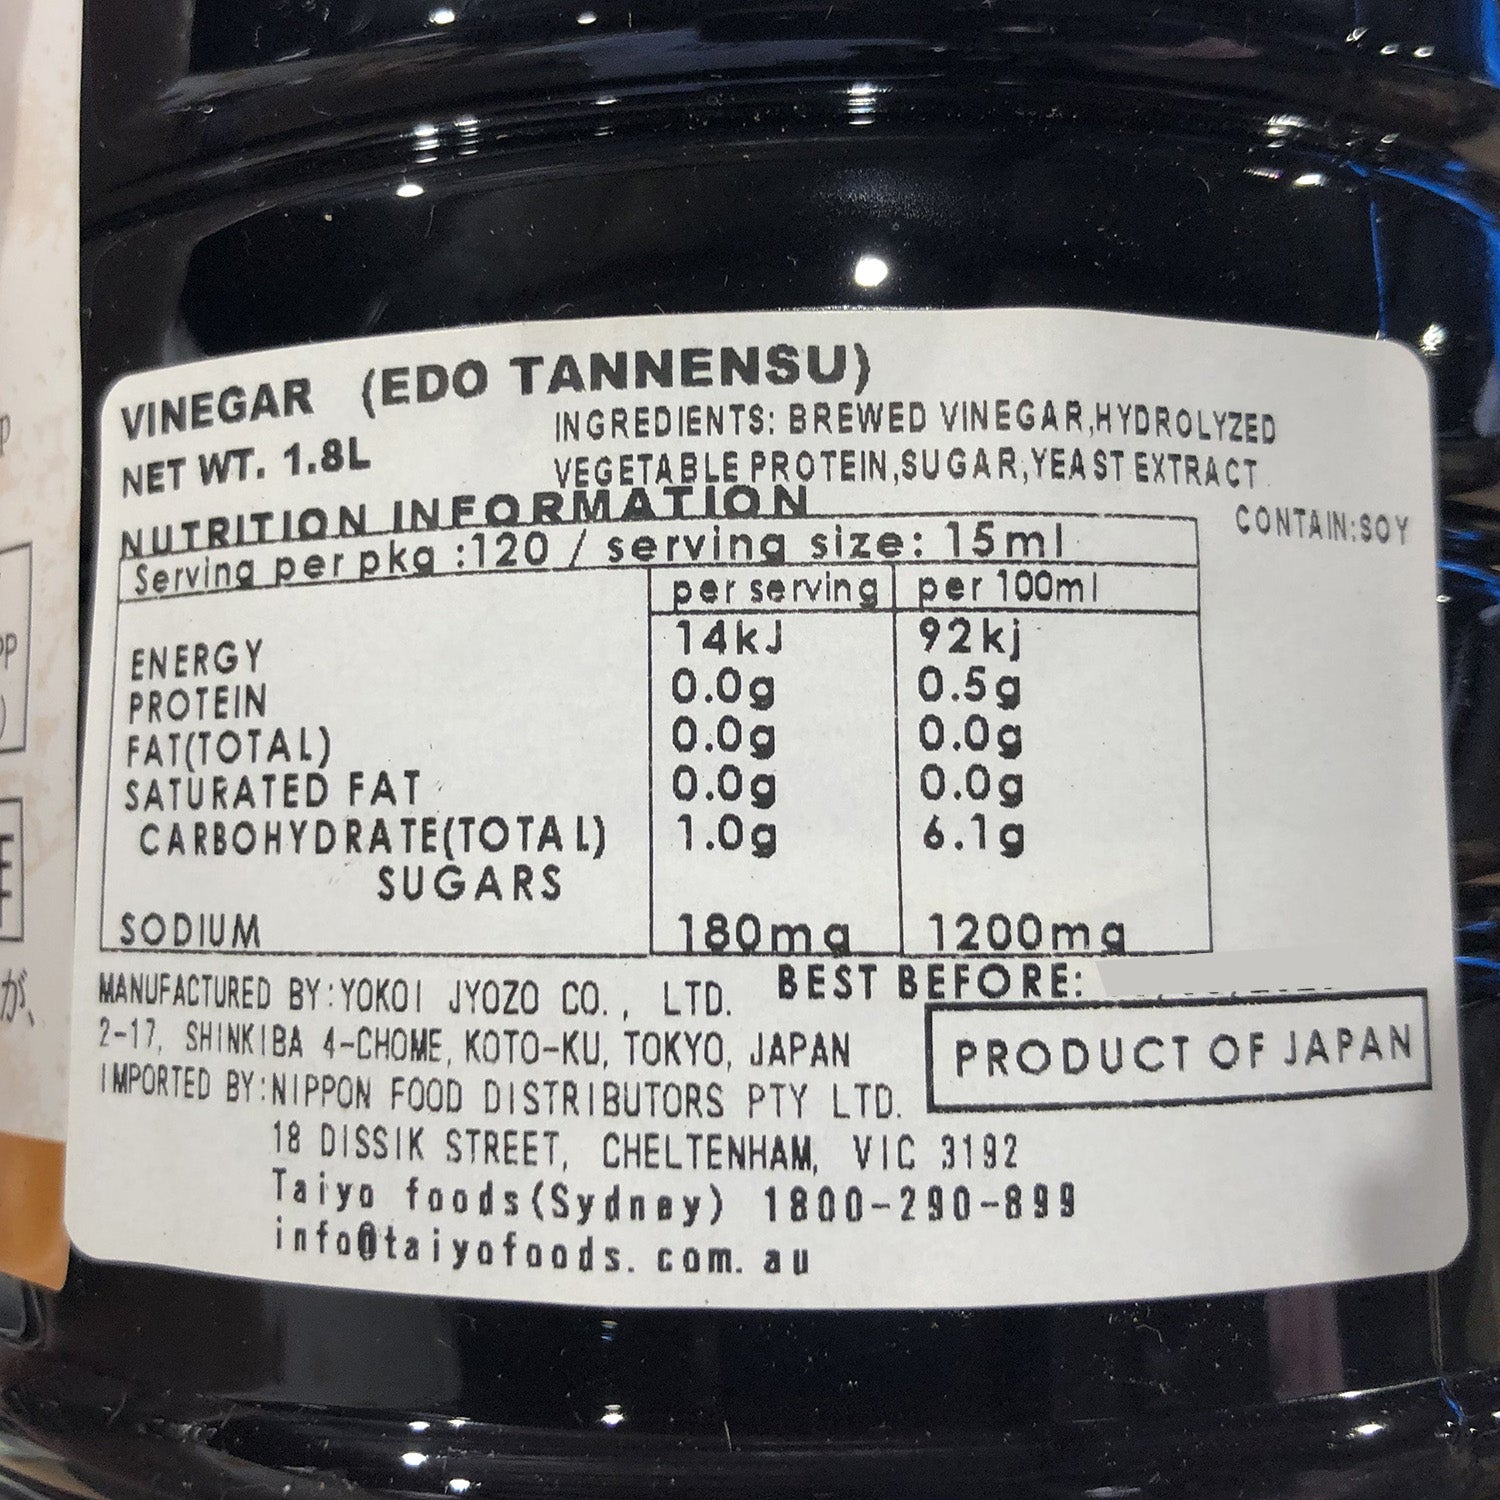 VINEGAR (EDO TANNENSU)
NET WT. 1.8L
INGREDIENTS: BREWED VINEGAR,HYDROLYZED
VEGETABLE PROTEIN,SUGAR,YEAST EXTRACT
CONTAIN:SOY
NUTRITION INFORMATION
Serving per pkg :120 / serving size: 15ml
per serving per 100ml
ENERGY 14kJ 92kj
PROTEIN 0.0g 0.5g
FAT(TOTAL) 0.0g 0.0g
SATURATED FAT 0.0g 0.0g
CARBOHYDRATE(TOTAL) 1.0g 6.1g
SUGARS
SODIUM 180mg 1200mg
BEST BEFORE:
MANUFACTURED BY:YOKOI JYOZO CO., LTD.
2-17, SHINKIBA 4-CHOME, KOTO-KU, TOKYO, JAPAN
PRODUCT OF JAPAN
IMPORTED BY:NIPPON FOOD DISTRIBUTORS PTY LTD.
18 DISSIK STREET, CHELTENHAM, VIC 3192
Taiyo foods(Sydney) 1800-290-899
info@taiyofoods.com.au
が、